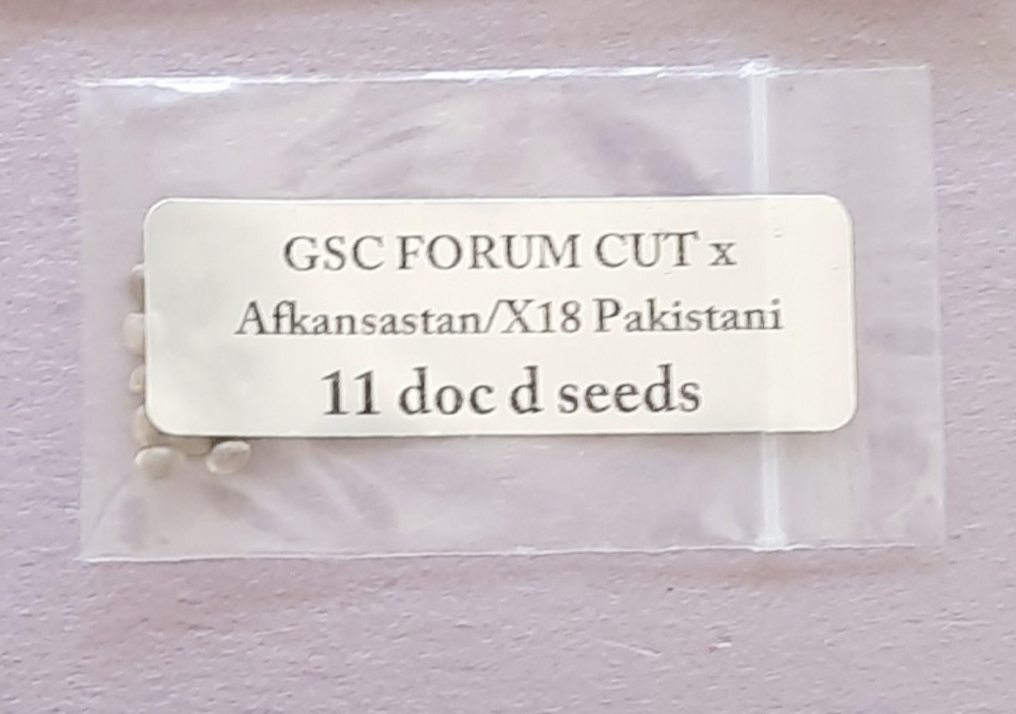 GSC FORUM CUT x
Afkansastan/X18 Pakistani
11 doc d seeds